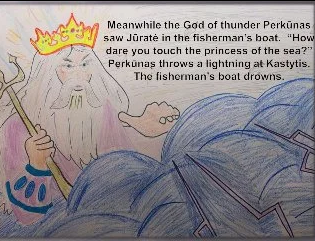 Meanwhile the God of thunder Perkūnas
saw Jūratė in the fisherman's boat. "How
dare you touch the princess of the sea?"
Perkūnas throws a lightning at Kastytis.
The fisherman's boat drowns.